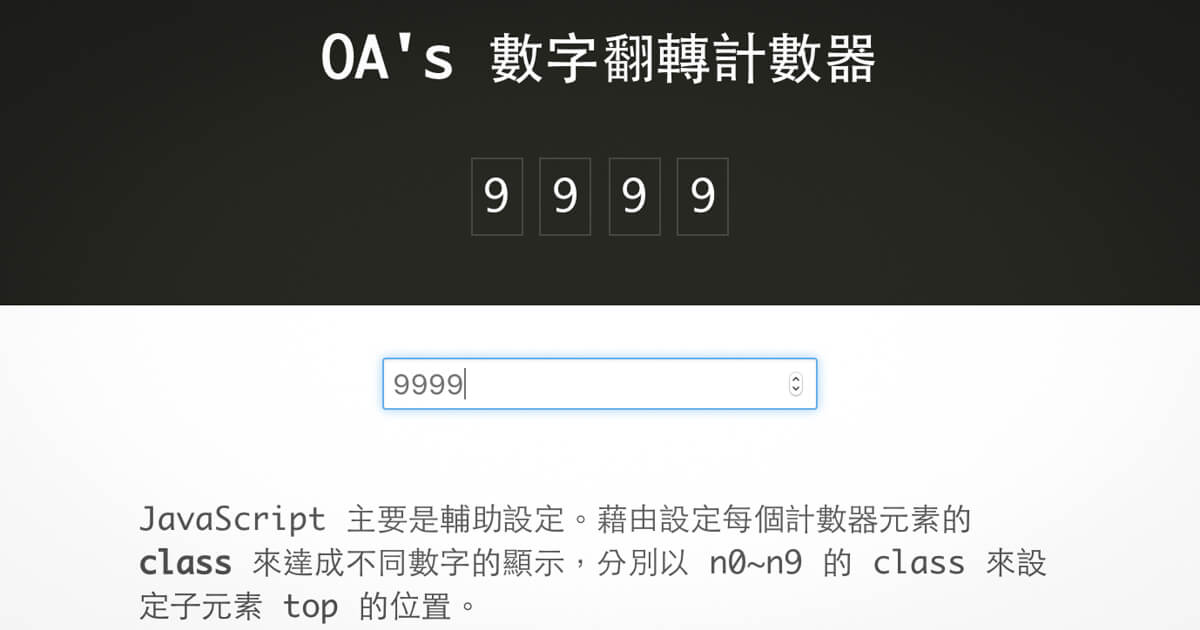 OA's 數字翻轉計數器
9 9 9 9
9999
JavaScript 主要是輔助設定。藉由設定每個計數器元素的
class 來達成不同數字的顯示，分別以 n0~n9 的 class 來設
定子元素 top 的位置。